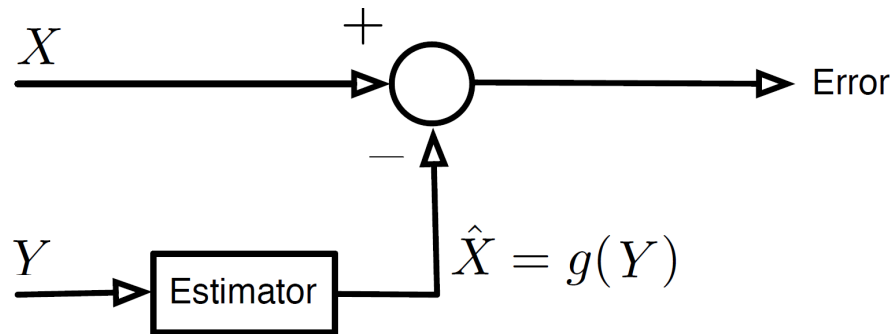 X
+
Error
−
Y
Estimator
X̂ = g(Y)